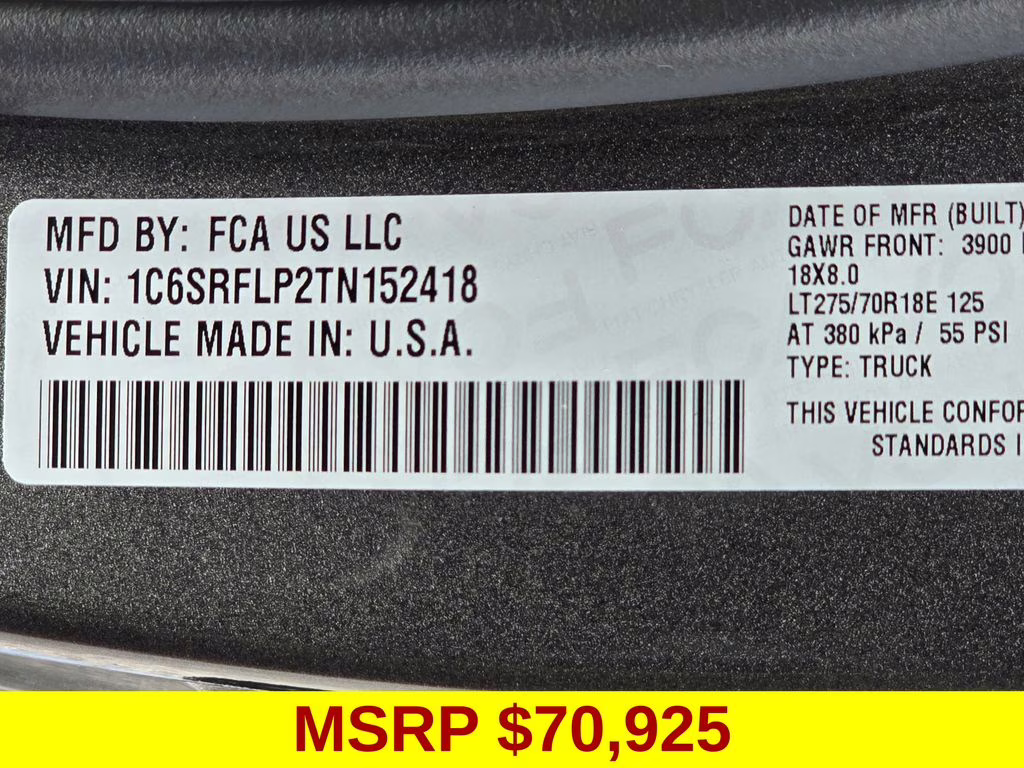 MFD BY: FCA US LLC
VIN: 1C6SRFLP2TN152418
VEHICLE MADE IN: U.S.A.
DATE OF MFR (BUILT)
GAWR FRONT: 3900
18X8.0
LT275/70R18E 125
AT 380 kPa / 55 PSI
TYPE: TRUCK
THIS VEHICLE
STANDARDS
MSRP $70,925